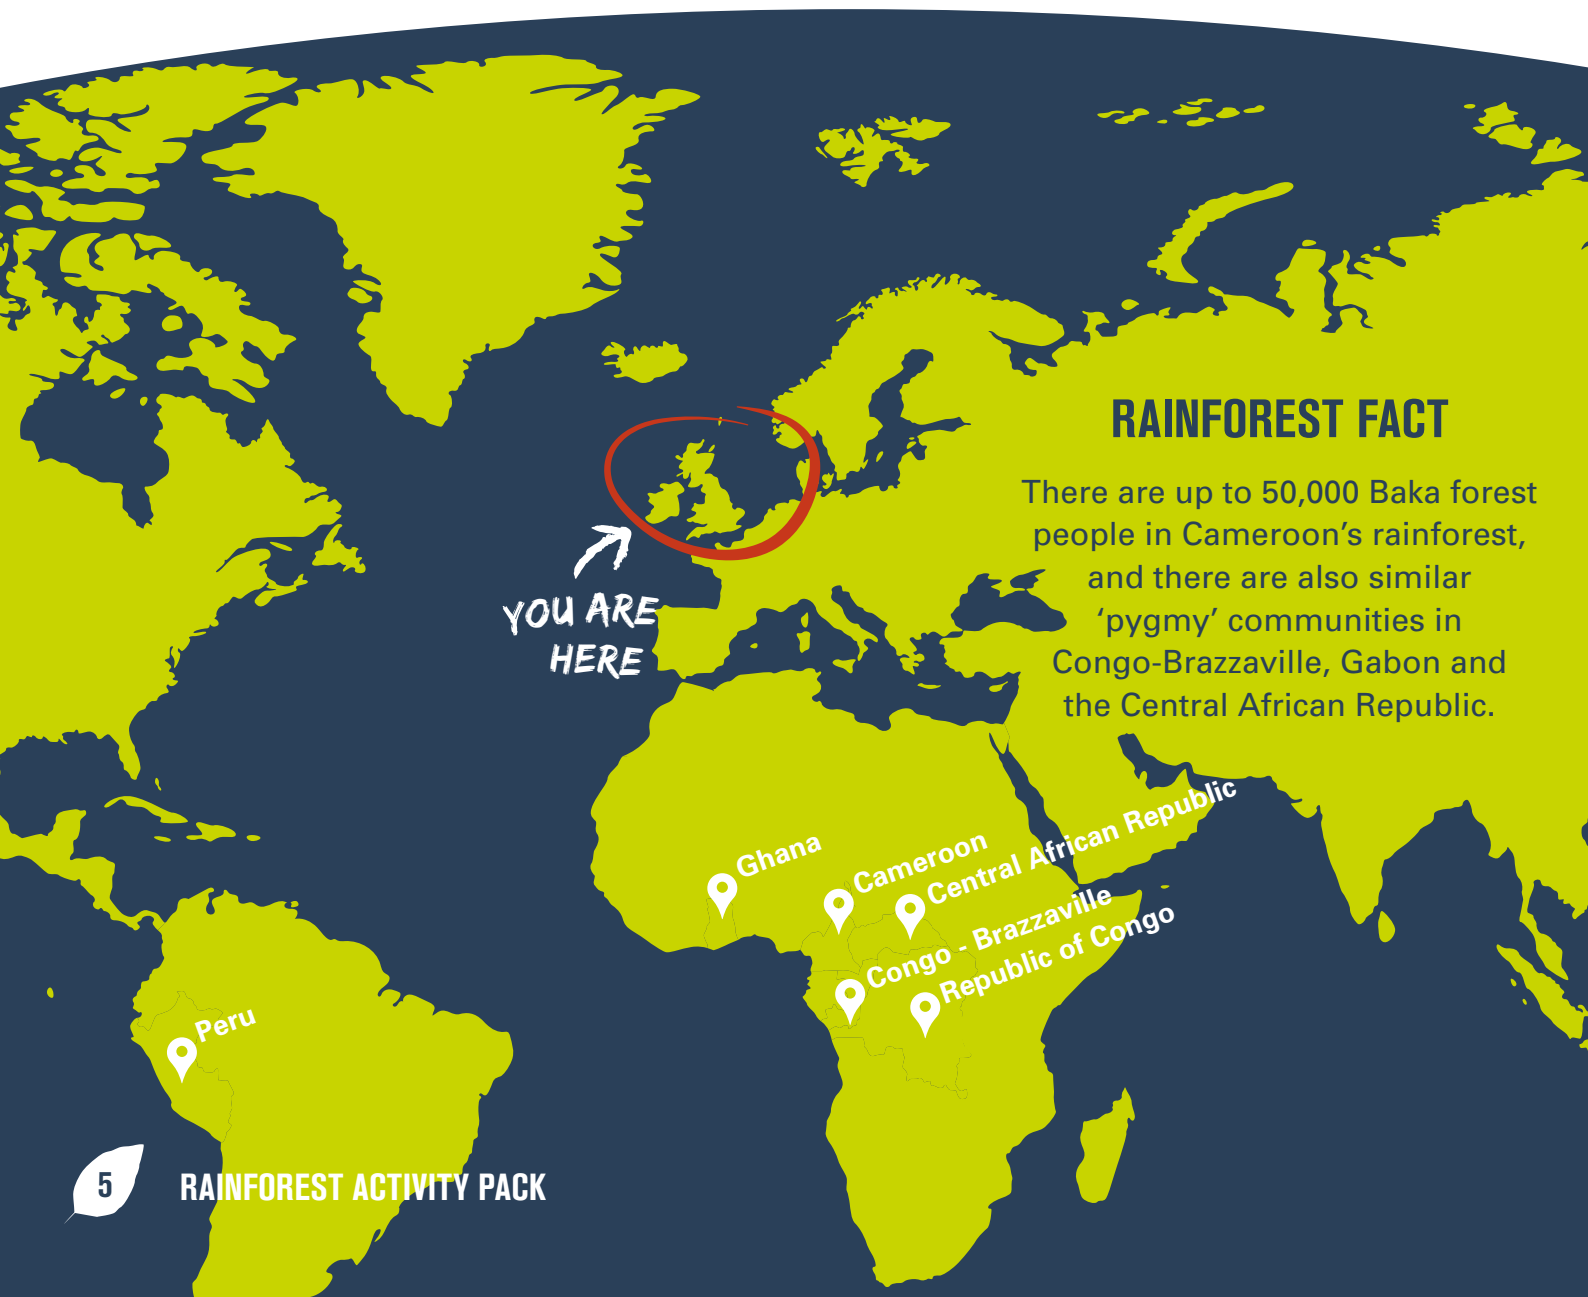 RAINFOREST FACT
There are up to 50,000 Baka forest
people in Cameroon’s rainforest,
and there are also similar
‘pygmy’ communities in
Congo-Brazzaville, Gabon and
the Central African Republic.
YOU ARE
HERE
Ghana
Cameroon
Central African Republic
Congo - Brazzaville
Republic of Congo
Peru
5
RAINFOREST ACTIVITY PACK